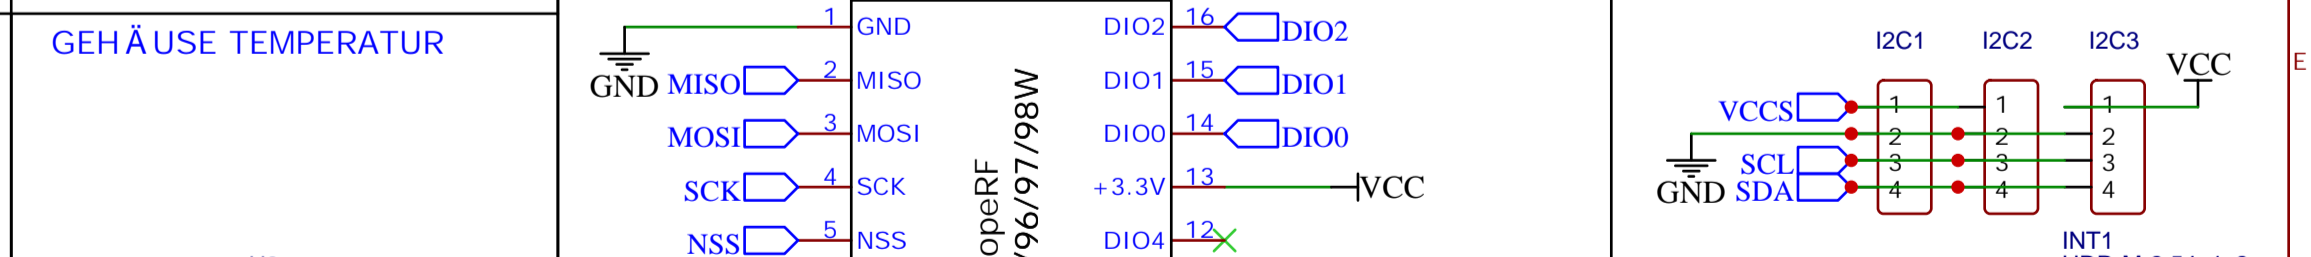 GEHÄUSE TEMPERATUR
1 GND
GND
MISO 2 MISO
MOSI 3 MOSI
SCK 4 SCK
NSS 5 NSS
opeRF
96/97/98W
DIO2 16 DIO2
DIO1 15 DIO1
DIO0 14 DIO0
+3.3V 13 VCC
DIO4 12
I2C1 I2C2 I2C3
VCC
VCCS 1 1 1
2 2 2
SCL 3 3 3
GND SDA 4 4 4
INT1
E